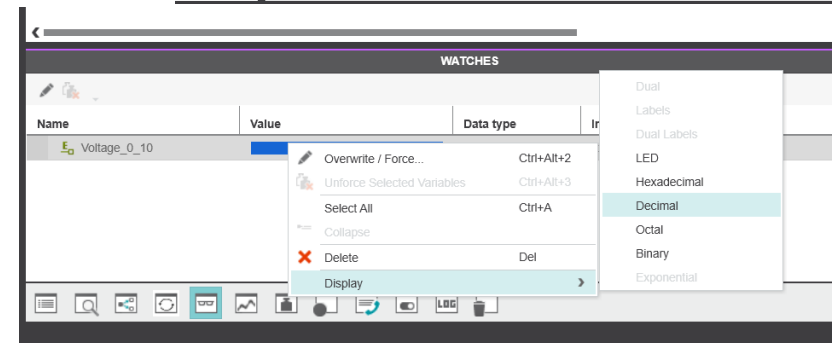 WATCHES
Name Value Data type
Voltage_0_10
Overwrite / Force... Ctrl+Alt+2
Unforce Selected Variables Ctrl+Alt+3
Select All Ctrl+A
Collapse
Delete Del
Display
Dual
Labels
Dual Labels
LED
Hexadecimal
Decimal
Octal
Binary
Exponential
LOG